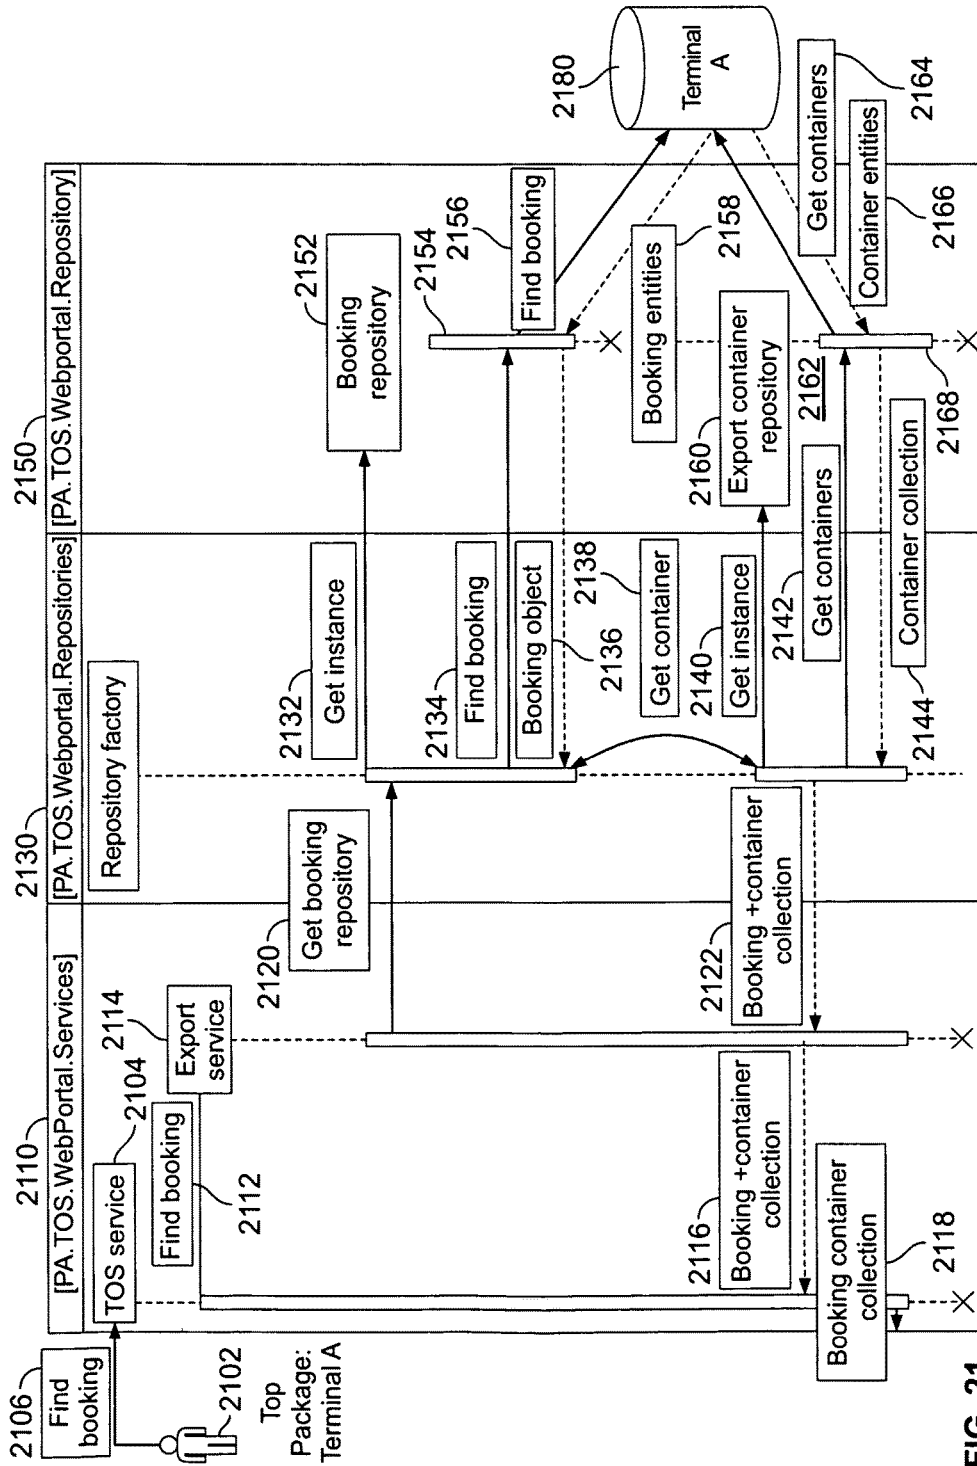 2110
[PA.TOS.WebPortal.Services]
2130
[PA.TOS.Webportal.Repositories]
2150
[PA.TOS.Webportal.Repository]
2106
Find
booking
2102
Top
Package:
Terminal A
TOS service
2104
Find booking
2112
2114
Export
service
Repository factory
2120
Get booking
repository
2132
Get instance
2152
Booking
repository
2134
Find booking
2154
2156
Find booking
2180
Terminal
A
Booking object
2136
Booking entities
2158
2138
Get container
2140
Get instance
2160
Export container
repository
2162
2142
Get containers
Get containers
2164
Container entities
2166
2168
Container collection
2144
2122
Booking +container
collection
2116
Booking +container
collection
Booking container
collection
2118
FIG. 21